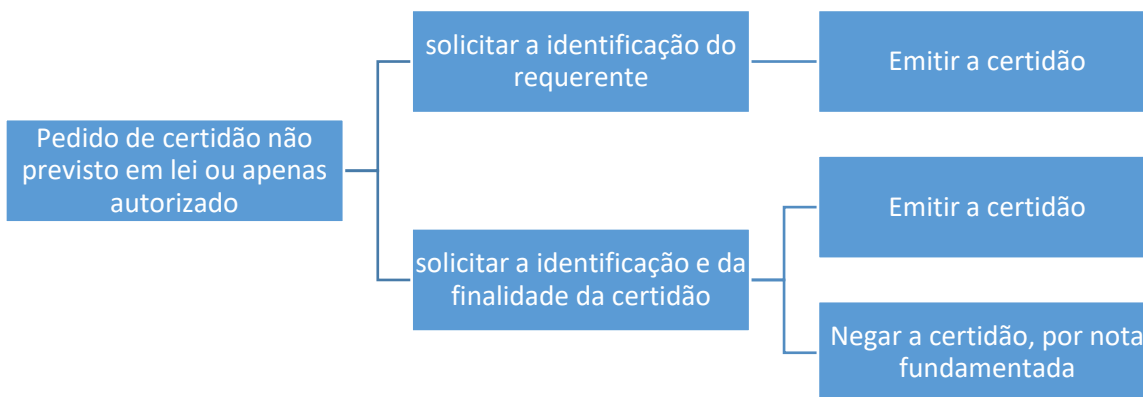 Pedido de certidão não
previsto em lei ou apenas
autorizado
solicitar a identificação do
requerente
Emitir a certidão
solicitar a identificação e da
finalidade da certidão
Emitir a certidão
Negar a certidão, por nota
fundamentada